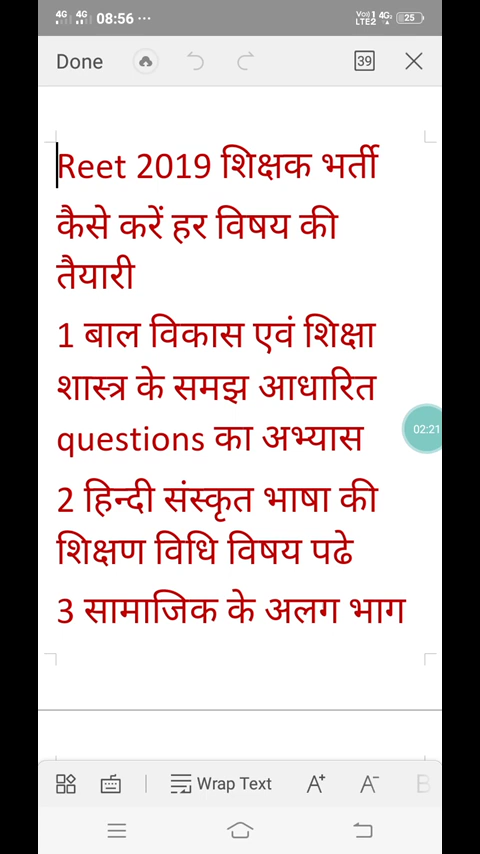 4G 4G 08:56 ... Vo) 1 4G2 LTE2 25
Done 39
Reet 2019 शिक्षक भर्ती
कैसे करें हर विषय की
तैयारी
1 बाल विकास एवं शिक्षा
शास्त्र के समझ आधारित
questions का अभ्यास
02:21
2 हिन्दी संस्कृत भाषा की
शिक्षण विधि विषय पढे
3 सामाजिक के अलग भाग
Wrap Text A+ A- B